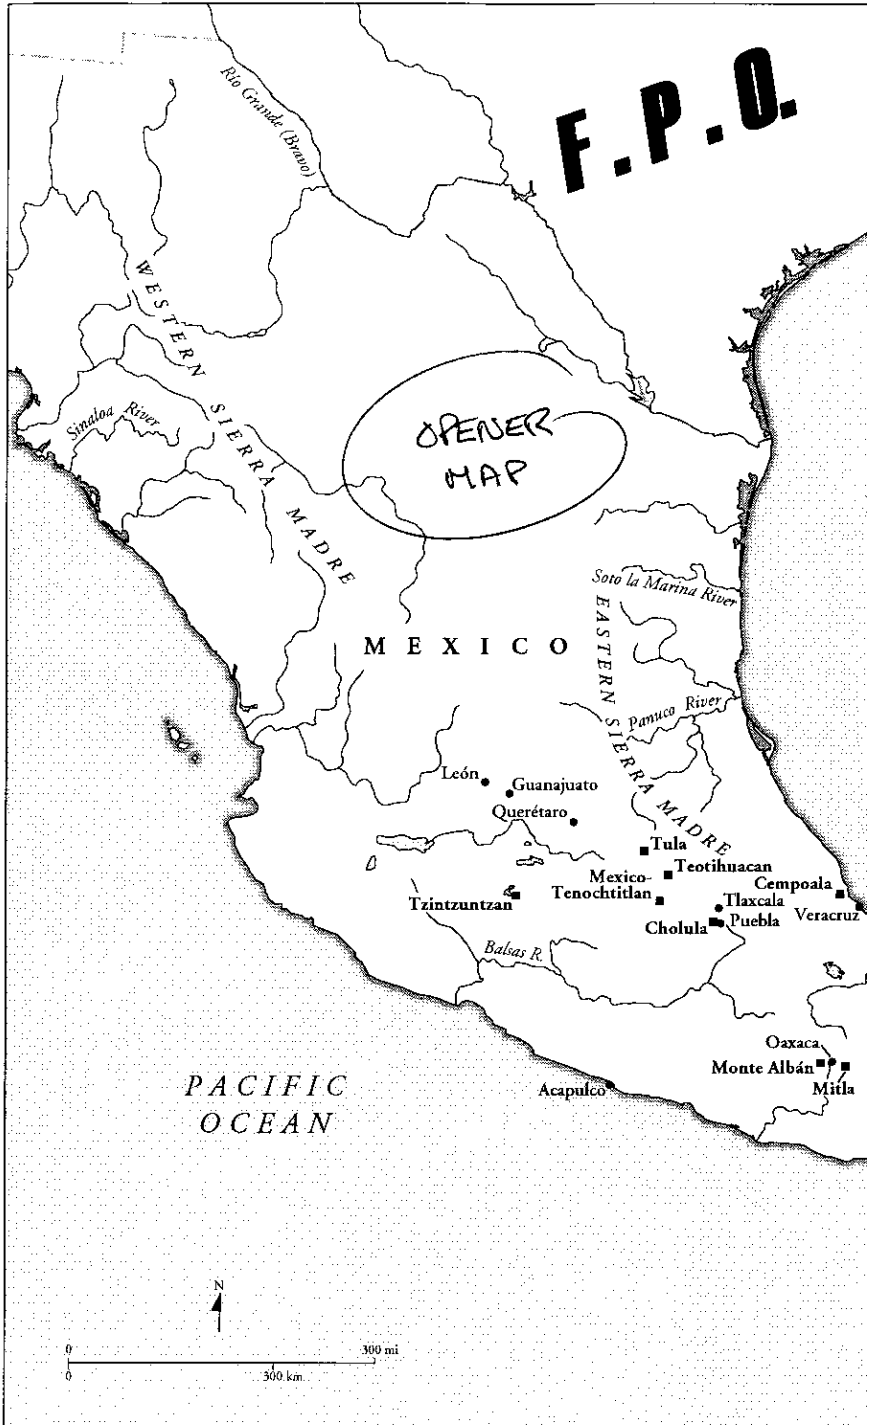 F.P.O.
Rio Grande (Bravo)
WESTERN SIERRA MADRE
Sinaloa River
OPENER
MAP
Soto la Marina River
MEXICO
EASTERN SIERRA MADRE
Panuco River
León
Guanajuato
Querétaro
Tula
Teotihuacan
Mexico-
Tenochtitlan
Tzintzuntzan
Cempoala
Tlaxcala
Veracruz
Cholula
Puebla
Balsas R.
Oaxaca
Monte Albán
Mitla
Acapulco
PACIFIC
OCEAN
N
0 300 mi
0 300 km